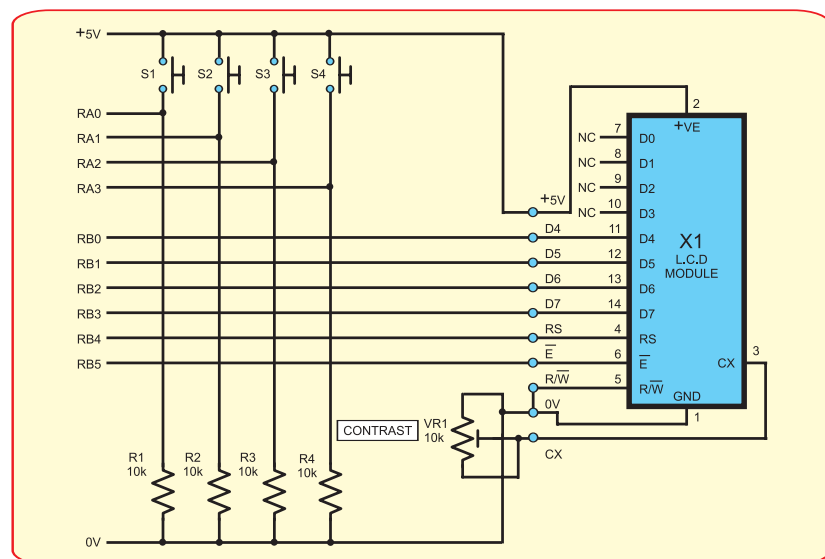 +5V
S1 S2 S3 S4
RA0
RA1
RA2
RA3
RB0
RB1
RB2
RB3
RB4
RB5
+5V
D4
D5
D6
D7
RS
E
R/W
0V
CX
NC 7 D0
NC 8 D1
NC 9 D2
NC 10 D3
11 D4
12 D5
13 D6
14 D7
4 RS
6 E
5 R/W
2
+VE
X1
L.C.D
MODULE
CX 3
GND
1
CONTRAST
VR1
10k
R1
10k
R2
10k
R3
10k
R4
10k
0V